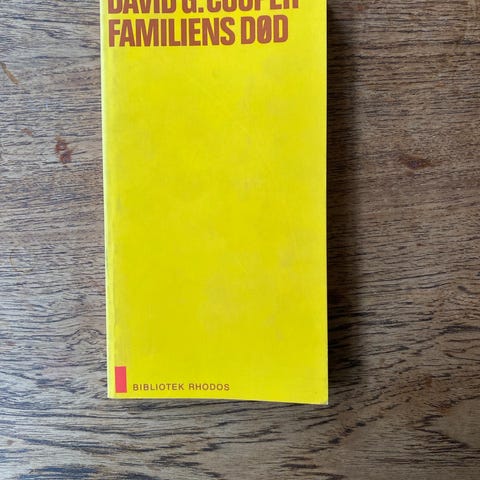 DAVID G. COOPER
FAMILIENS DØD
BIBLIOTEK RHODOS